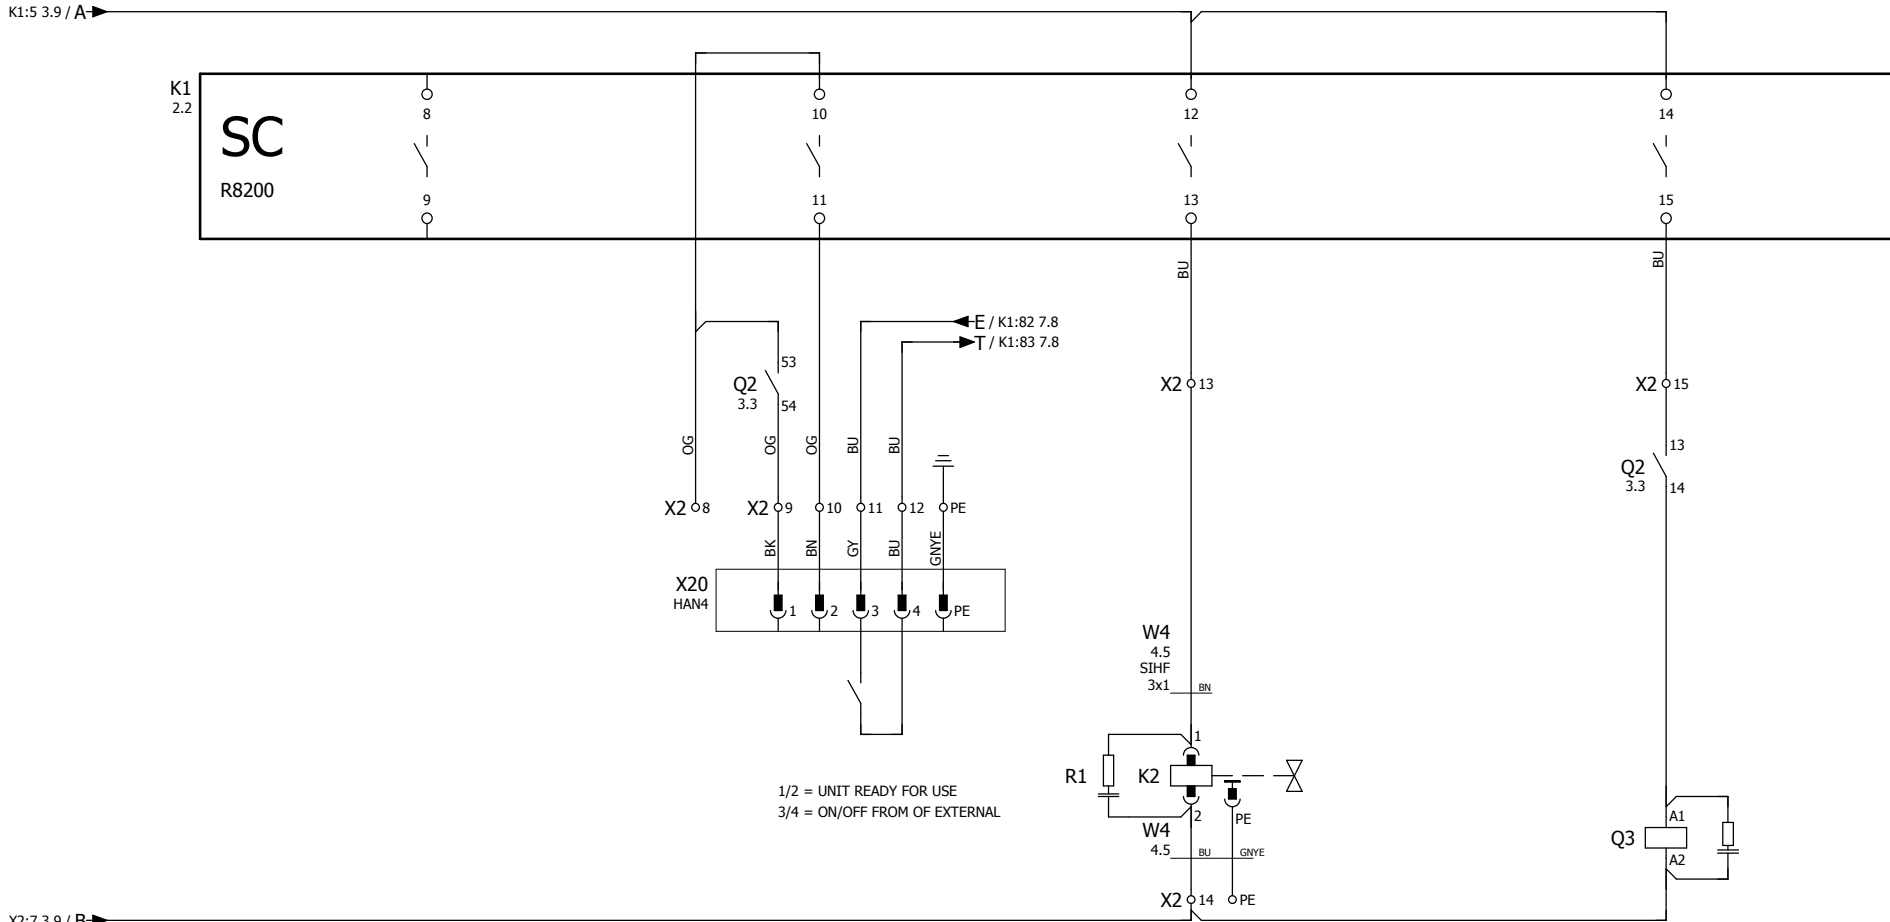 K1:5 3.9 / A
K1
2.2
SC
R8200
8
10
12
14
9
11
13
15
BU
BU
E / K1:82 7.8
T / K1:83 7.8
53
Q2
3.3
54
X2 13
X2 15
OG
OG
OG
BU
BU
13
Q2
3.3
14
X2 8
X2 9
10
11
12
PE
BK
BN
GY
BU
GNYE
X20
HAN4
1
2
3
4
PE
W4
4.5
SIHF
3x1
BN
1
R1
K2
1/2 = UNIT READY FOR USE
3/4 = ON/OFF FROM OF EXTERNAL
2
PE
A1
Q3
A2
W4
4.5
BU
GNYE
X2 14
PE
X2:7 3.9 / B